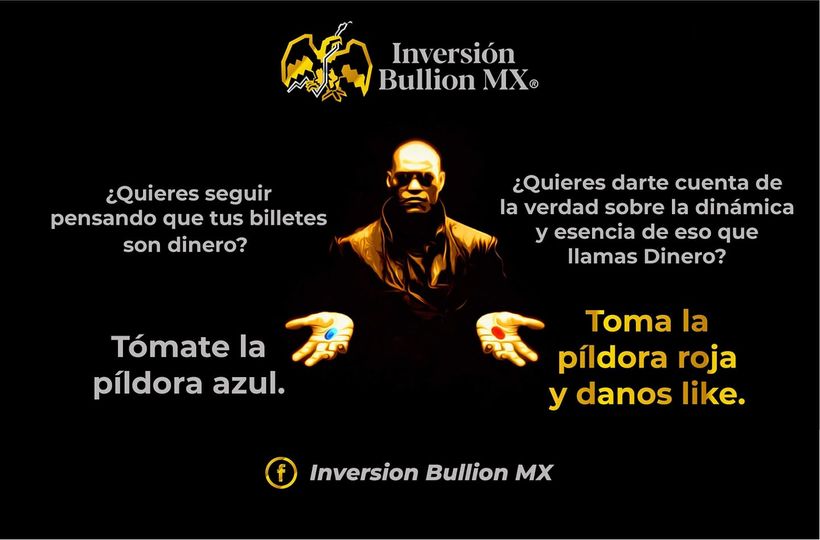 Inversión
Bullion MX®
¿Quieres seguir
pensando que tus billetes
son dinero?
Tómate la
píldora azul.
¿Quieres darte cuenta de
la verdad sobre la dinámica
y esencia de eso que
llamas Dinero?
Toma la
píldora roja
y danos like.
Inversion Bullion MX